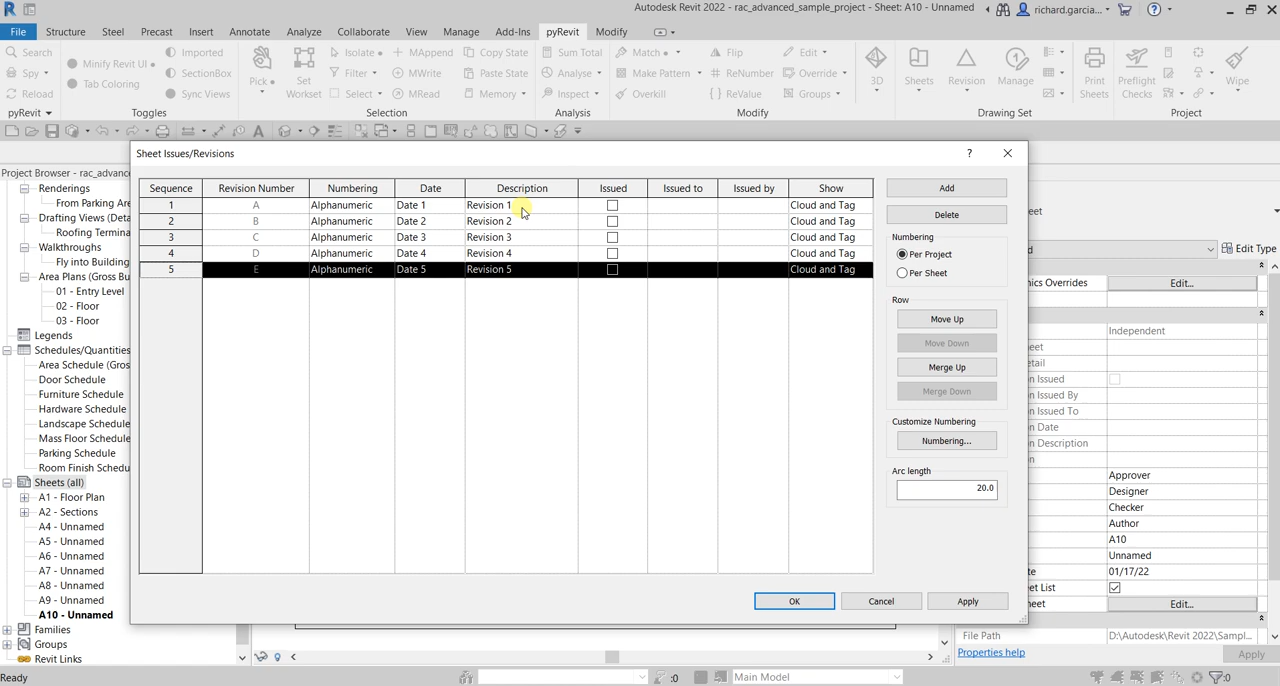 Autodesk Revit 2022 - rac_advanced_sample_project - Sheet: A10 - Unnamed
richard.garcia...
File Structure Steel Precast Insert Annotate Analyze Collaborate View Manage Add-Ins pyRevit Modify
Search Minify Revit UI Imported Isolate MAppend Copy State Sum Total Match Flip Edit
Spy Tab Coloring SectionBox Pick Set Workset Filter MWrite Paste State Analyse Make Pattern ReNumber Override 3D Sheets Revision Manage Print Sheets Preflight Checks Wipe
Reload Sync Views Select MRead Memory Inspect Overkill ReValue Groups
pyRevit Toggles Selection Analysis Modify Drawing Set Project
Sheet Issues/Revisions ?
Project Browser - rac_advanc
Renderings
From Parking Are
Drafting Views (Deta
Roofing Termina
Walkthroughs
Fly into Building
Area Plans (Gross Bu
01 - Entry Level
02 - Floor
03 - Floor
Legends
Schedules/Quantities
Area Schedule (Gros
Door Schedule
Furniture Schedule
Hardware Schedule
Landscape Schedule
Mass Floor Schedule
Parking Schedule
Room Finish Schedu
Sheets (all)
A1 - Floor Plan
A2 - Sections
A4 - Unnamed
A5 - Unnamed
A6 - Unnamed
A7 - Unnamed
A8 - Unnamed
A9 - Unnamed
A10 - Unnamed
Families
Groups
Revit Links
Sequence Revision Number Numbering Date Description Issued Issued to Issued by Show
1 A Alphanumeric Date 1 Revision 1 Cloud and Tag
2 B Alphanumeric Date 2 Revision 2 Cloud and Tag
3 C Alphanumeric Date 3 Revision 3 Cloud and Tag
4 D Alphanumeric Date 4 Revision 4 Cloud and Tag
5 E Alphanumeric Date 5 Revision 5 Cloud and Tag
Add
Delete
Numbering
Per Project
Per Sheet
Row
Move Up
Move Down
Merge Up
Merge Down
Customize Numbering
Numbering...
Arc length
20.0
OK Cancel Apply
eet
d Edit Type
ics Overrides Edit...
Independent
eet
etail
n Issued
n Issued By
n Issued To
n Date
n Description
n
Approver
Designer
Checker
Author
A10
Unnamed
te 01/17/22
et List
heet Edit...
File Path D:\Autodesk\Revit 2022\Sampl...
Properties help Apply
Ready :0 Main Model :0